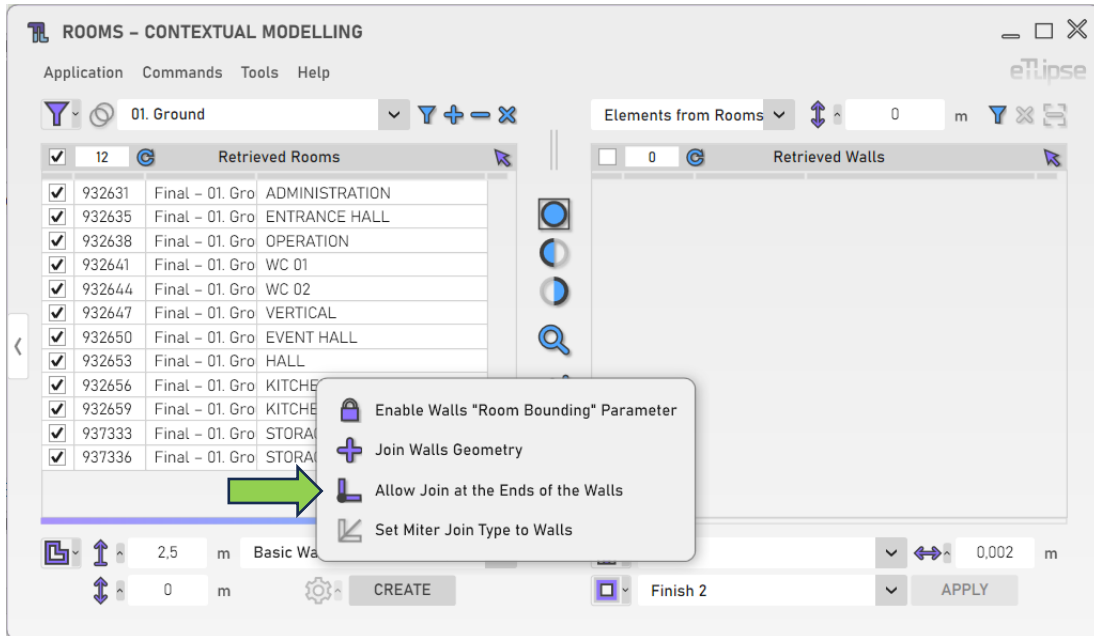 ROOMS – CONTEXTUAL MODELLING
Application Commands Tools Help
eTLipse
01. Ground
Elements from Rooms 0 m
12 Retrieved Rooms
0 Retrieved Walls
932631 Final – 01. Gro ADMINISTRATION
932635 Final – 01. Gro ENTRANCE HALL
932638 Final – 01. Gro OPERATION
932641 Final – 01. Gro WC 01
932644 Final – 01. Gro WC 02
932647 Final – 01. Gro VERTICAL
932650 Final – 01. Gro EVENT HALL
932653 Final – 01. Gro HALL
932656 Final – 01. Gro KITCHE
932659 Final – 01. Gro KITCHE
937333 Final – 01. Gro STORA
937336 Final – 01. Gro STORA
Enable Walls "Room Bounding" Parameter
Join Walls Geometry
Allow Join at the Ends of the Walls
Set Miter Join Type to Walls
2,5 m Basic Wa
0,002 m
0 m CREATE
Finish 2 APPLY